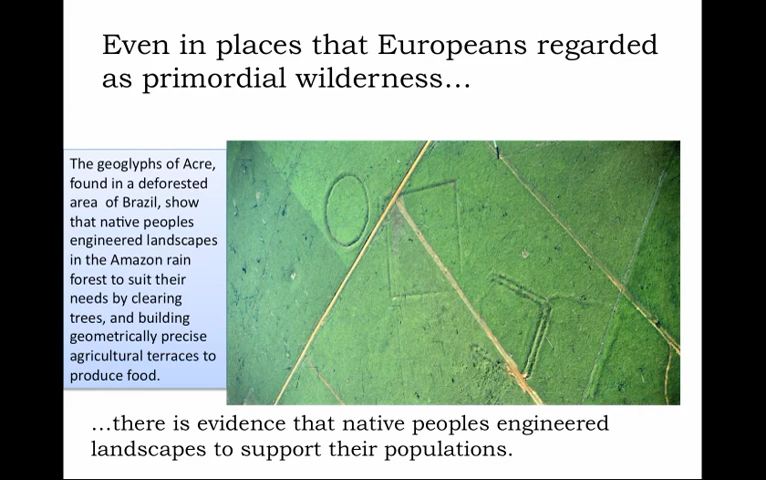 Even in places that Europeans regarded
as primordial wilderness…
The geoglyphs of Acre,
found in a deforested
area of Brazil, show
that native peoples
engineered landscapes
in the Amazon rain
forest to suit their
needs by clearing
trees, and building
geometrically precise
agricultural terraces to
produce food.
…there is evidence that native peoples engineered
landscapes to support their populations.